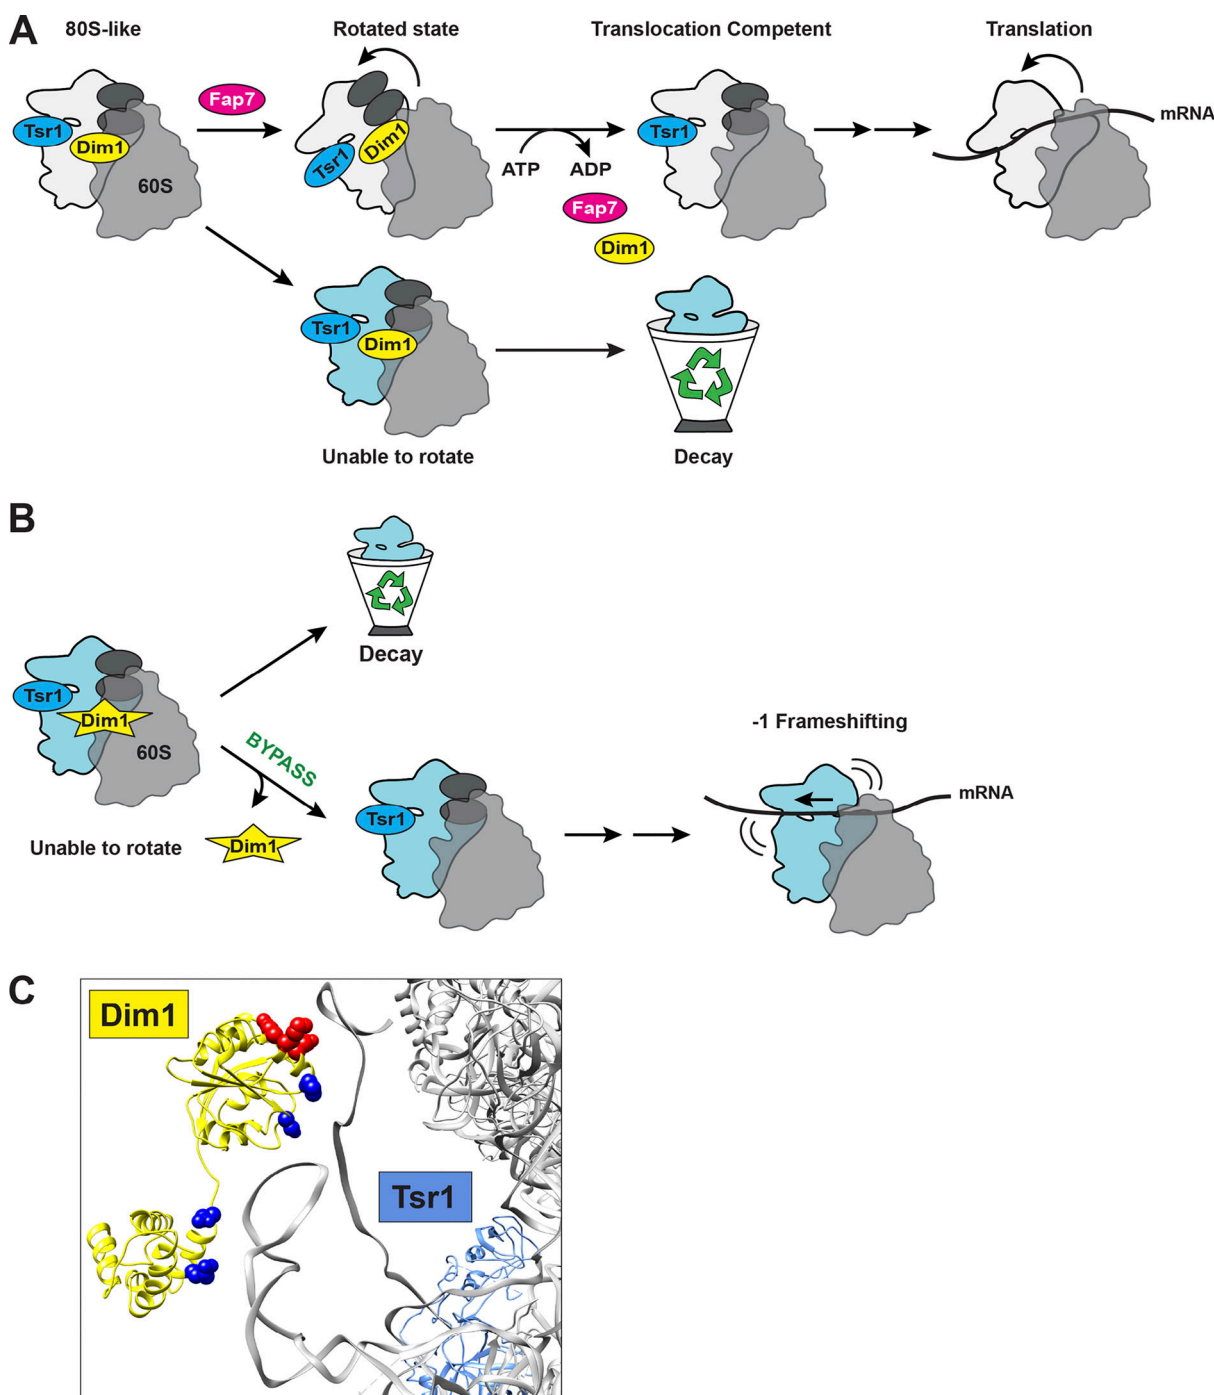 A
80S-like
Rotated state
Translocation Competent
Translation
Fap7
Tsr1
Dim1
60S
Tsr1
Dim1
ATP
ADP
Fap7
Dim1
Tsr1
mRNA
Tsr1
Dim1
Unable to rotate
Decay
B
Decay
Tsr1
Dim1
60S
Unable to rotate
BYPASS
Dim1
Tsr1
-1 Frameshifting
mRNA
C
Dim1
Tsr1